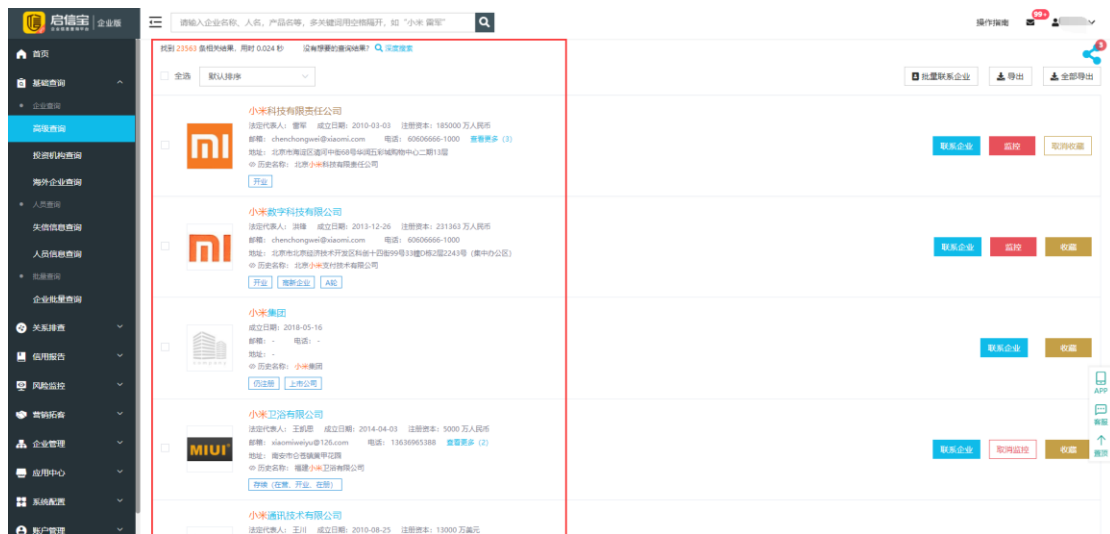 启信宝 企业版
请输入企业名称、人名，产品名等，多关键词用空格隔开，如 "小米 雷军"
操作指南
99+
首页
基础查询
企业查询
高级查询
投资机构查询
海外企业查询
人员查询
失信信息查询
人员信息查询
批量查询
企业批量查询
关系排查
信用报告
风险监控
营销拓客
企业管理
应用中心
系统配置
账户管理
找到 23563 条相关结果，用时 0.024 秒 没有想要的查询结果？ 深度搜索
全选 默认排序
批量联系企业 导出 全部导出
小米科技有限责任公司
法定代表人： 雷军 成立日期：2010-03-03 注册资本：185000 万人民币
邮箱： chenchongwei@xiaomi.com 电话： 60606666-1000 查看更多 (3)
地址： 北京市海淀区清河中街68号华润五彩城购物中心二期13层
历史名称： 北京小米科技有限责任公司
开业
联系企业 监控 取消收藏
小米数字科技有限公司
法定代表人： 洪锋 成立日期：2013-12-26 注册资本：231363 万人民币
邮箱： chenchongwei@xiaomi.com 电话： 60606666-1000
地址： 北京市北京经济技术开发区科创十四街99号33幢D栋2层2243号 (集中办公区)
历史名称： 北京小米支付技术有限公司
开业 高新企业 A轮
联系企业 监控 收藏
小米集团
成立日期：2018-05-16
邮箱： - 电话： -
地址： -
历史名称： 小米集团
仍注册 上市公司
company
联系企业 收藏
小米卫浴有限公司
法定代表人： 王凯思 成立日期：2014-04-03 注册资本：5000 万人民币
邮箱： xiaomiweiyu@126.com 电话： 13636965388 查看更多 (2)
地址： 南安市仑苍镇黄甲花园
历史名称： 福建小米卫浴有限公司
存续 (在营、开业、在册)
MIUI
联系企业 取消监控 收藏
小米通讯技术有限公司
法定代表人： 王川 成立日期：2010-08-25 注册资本：13000 万美元
3
APP
客服
置顶